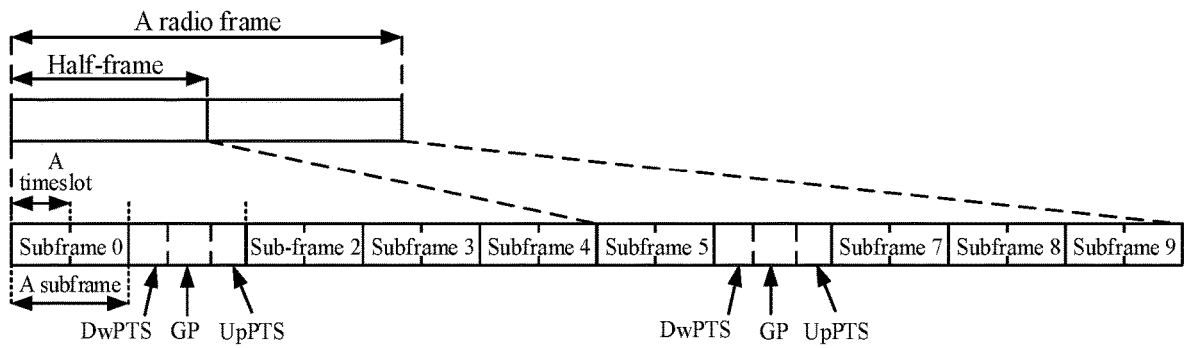 A radio frame
Half-frame
A
timeslot
Subframe 0
Sub-frame 2
Subframe 3
Subframe 4
Subframe 5
Subframe 7
Subframe 8
Subframe 9
A subframe
DwPTS
GP
UpPTS
DwPTS
GP
UpPTS